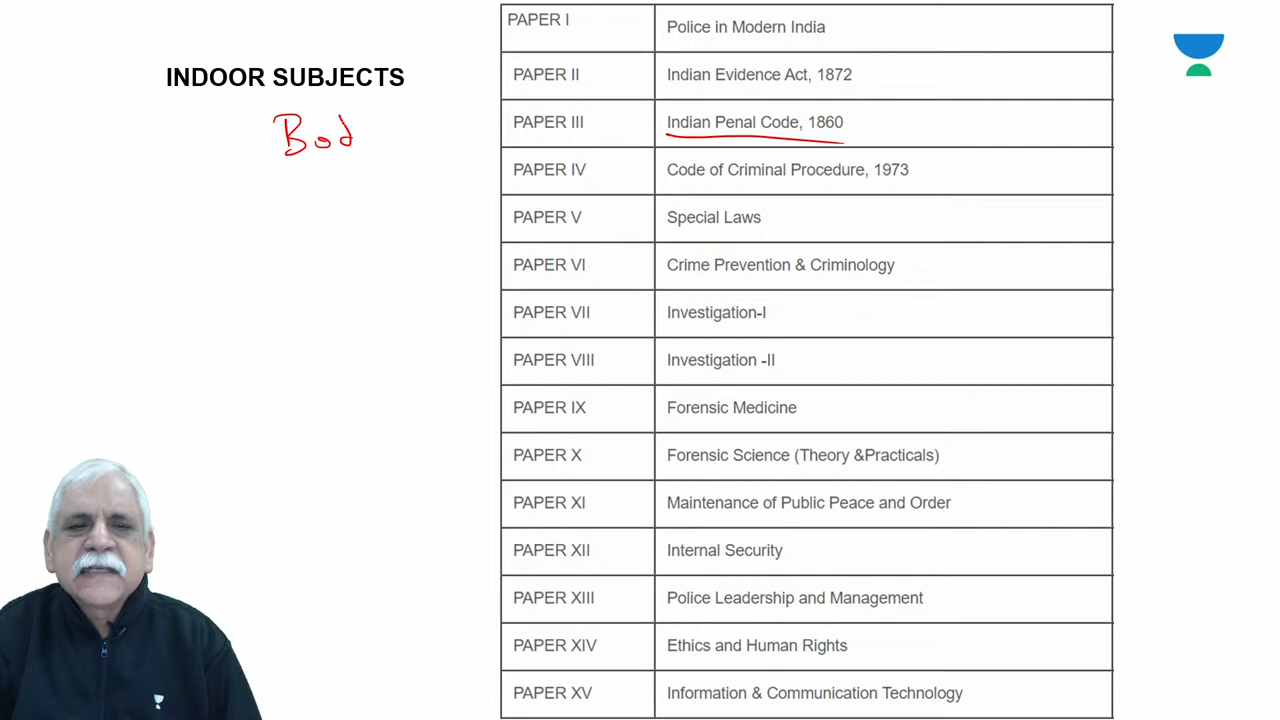 INDOOR SUBJECTS
Bod
PAPER I Police in Modern India
PAPER II Indian Evidence Act, 1872
PAPER III Indian Penal Code, 1860
PAPER IV Code of Criminal Procedure, 1973
PAPER V Special Laws
PAPER VI Crime Prevention & Criminology
PAPER VII Investigation-I
PAPER VIII Investigation -II
PAPER IX Forensic Medicine
PAPER X Forensic Science (Theory &Practicals)
PAPER XI Maintenance of Public Peace and Order
PAPER XII Internal Security
PAPER XIII Police Leadership and Management
PAPER XIV Ethics and Human Rights
PAPER XV Information & Communication Technology